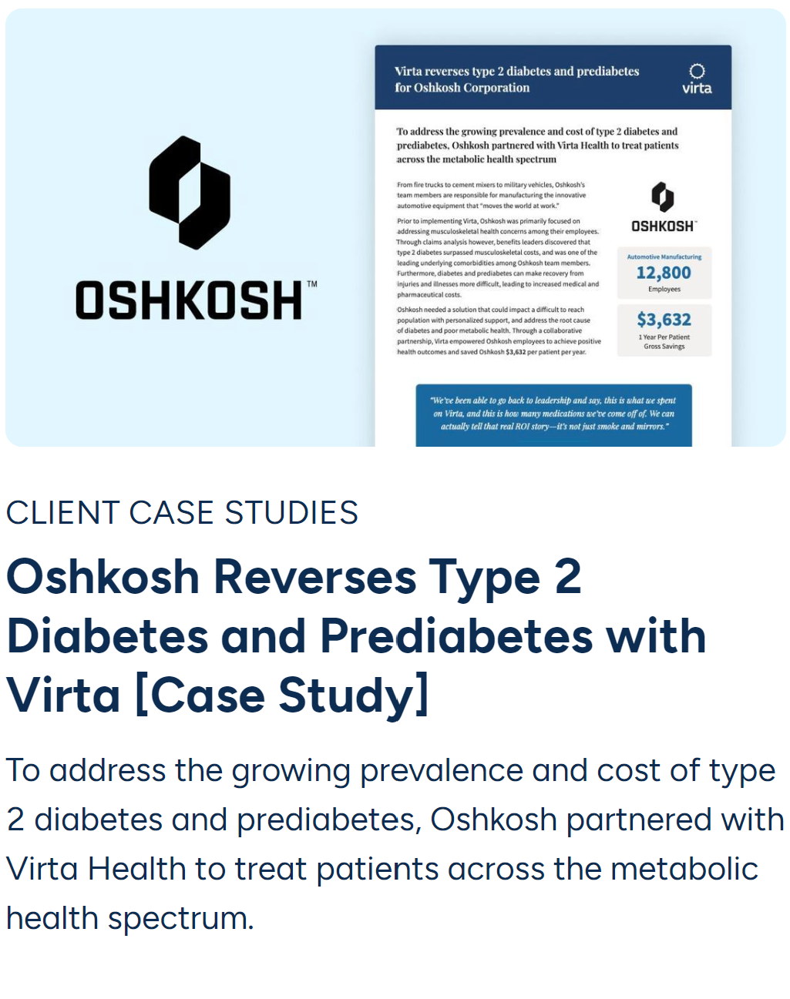 OSHKOSH™
Virta reverses type 2 diabetes and prediabetes
for Oshkosh Corporation
virta
To address the growing prevalence and cost of type 2 diabetes and
prediabetes, Oshkosh partnered with Virta Health to treat patients
across the metabolic health spectrum
From fire trucks to cement mixers to military vehicles, Oshkosh's
team members are responsible for manufacturing the innovative
automotive equipment that "moves the world at work."
Prior to implementing Virta, Oshkosh was primarily focused on
addressing musculoskeletal health concerns among their employees.
Through claims analysis however, benefits leaders discovered that
type 2 diabetes surpassed musculoskeletal costs, and was one of the
leading underlying comorbidities among Oshkosh team members.
Furthermore, diabetes and prediabetes can make recovery from
injuries and illnesses more difficult, leading to increased medical and
pharmaceutical costs.
Oshkosh needed a solution that could impact a difficult to reach
population with personalized support, and address the root cause
of diabetes and poor metabolic health. Through a collaborative
partnership, Virta empowered Oshkosh employees to achieve positive
health outcomes and saved Oshkosh $3,632 per patient per year.
OSHKOSH™
Automotive Manufacturing
12,800
Employees
$3,632
1 Year Per Patient
Gross Savings
"We've been able to go back to leadership and say, this is what we spent
on Virta, and this is how many medications we've come off of. We can
actually tell that real ROI story—it's not just smoke and mirrors."
CLIENT CASE STUDIES
Oshkosh Reverses Type 2
Diabetes and Prediabetes with
Virta [Case Study]
To address the growing prevalence and cost of type
2 diabetes and prediabetes, Oshkosh partnered with
Virta Health to treat patients across the metabolic
health spectrum.